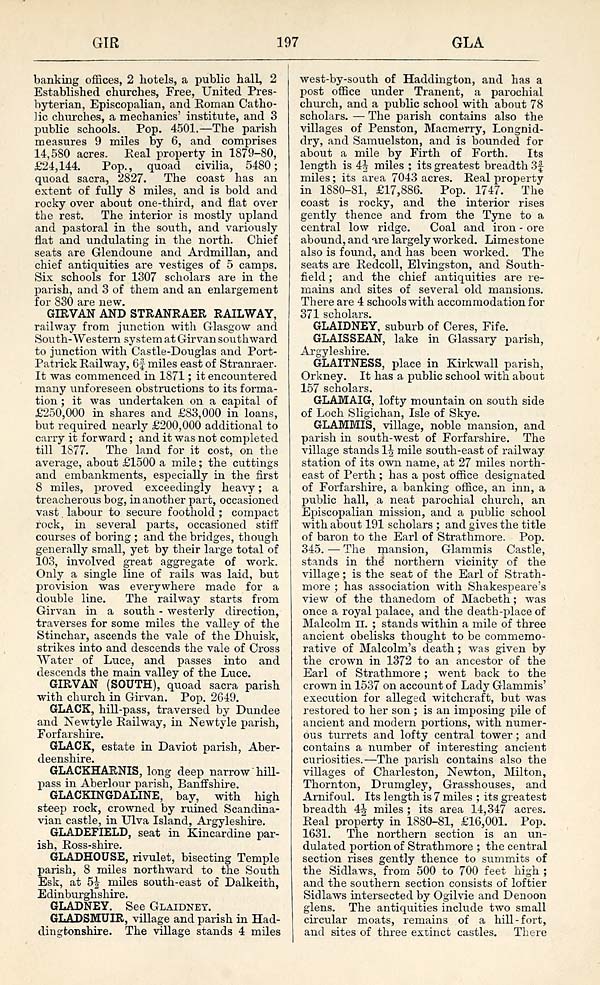 GIR 197 GLA
banking offices, 2 hotels, a public hall, 2
Established churches, Free, United Pres-
byterian, Episcopalian, and Roman Catho-
lic churches, a mechanics' institute, and 3
public schools. Pop. 4501.—The parish
measures 9 miles by 6, and comprises
14,580 acres. Real property in 1879–80,
£24,144. Pop., quoad civilia, 5480;
quoad sacra, 2827. The coast has an
extent of fully 8 miles, and is bold and
rocky over about one-third, and flat over
the rest. The interior is mostly upland
and pastoral in the south, and variously
flat and undulating in the north. Chief
seats are Glendoune and Ardmillan, and
chief antiquities are vestiges of 5 camps.
Six schools for 1307 scholars are in the
parish, and 3 of them and an enlargement
for 830 are new.
GIRVAN AND STRANRAER RAILWAY,
railway from junction with Glasgow and
South-Western system at Girvan southward
to junction with Castle-Douglas and Port-
Patrick Railway, 6¾ miles east of Stranraer.
It was commenced in 1871; it encountered
many unforeseen obstructions to its forma-
tion; it was undertaken on a capital of
£250,000 in shares and £83,000 in loans,
but required nearly £200,000 additional to
carry it forward; and it was not completed
till 1877. The land for it cost, on the
average, about £1500 a mile; the cuttings
and embankments, especially in the first
8 miles, proved exceedingly heavy; a
treacherous bog, in another part, occasioned
vast labour to secure foothold; compact
rock, in several parts, occasioned stiff
courses of boring; and the bridges, though
generally small, yet by their large total of
103, involved great aggregate of work.
Only a single line of rails was laid, but
provision was everywhere made for a
double line. The railway starts from
Girvan in a south-westerly direction,
traverses for some miles the valley of the
Stinchar, ascends the vale of the Dhuisk,
strikes into and descends the vale of Cross
Water of Luce, and passes into and
descends the main valley of the Luce.
GIRVAN (SOUTH), quoad sacra parish
with church in Girvan. Pop. 2649.
GLACK, hill-pass, traversed by Dundee
and Newtyle Railway, in Newtyle parish,
Forfarshire.
GLACK, estate in Daviot parish, Aber-
deenshire.
GLACKHARNIS, long deep narrow hill-
pass in Aberlour parish, Banffshire.
GLACKINGDALINE, bay, with high
steep rock, crowned by ruined Scandina-
vian castle, in Ulva Island, Argyleshire.
GLADEFIELD, seat in Kincardine par-
ish, Ross-shire.
GLADHOUSE, rivulet, bisecting Temple
parish, 8 miles northward to the South
Esk, at 5½ miles south-east of Dalkeith,
Edinburghshire.
GLADNEY. See GLAIDNEY.
GLADSMUIR, village and parish in Had-
dingtonshire. The village stands 4 miles
west-by-south of Haddington, and has a
post office under Tranent, a parochial
church, and a public school with about 78
scholars. — The parish contains also the
villages of Penston, Macmerry, Longnid-
dry, and Samuelston, and is bounded for
about a mile by Firth of Forth. Its
length is 4½ miles; its greatest breadth 3¾
miles; its area 7043 acres. Real property
in 1880–81, £17,886. Pop. 1747. The
coast is rocky, and the interior rises
gently thence and from the Tyne to a
central low ridge. Coal and iron-ore
abound, and are largely worked. Limestone
also is found, and has been worked. The
seats are Redcoll, Elvingston, and South-
field; and the chief antiquities are re-
mains and sites of several old mansions.
There are 4 schools with accommodation for
371 scholars.
GLAIDNEY, suburb of Ceres, Fife.
GLAISSEAN, lake in Glassary parish,
Argyleshire.
GLAITNESS, place in Kirkwall parish,
Orkney. It has a public school with about
157 scholars.
GLAMAIG, lofty mountain on south side
of Loch Sligichan, Isle of Skye.
GLAMMIS, village, noble mansion, and
parish in south-west of Forfarshire. The
village stands 1½ mile south-east of railway
station of its own name, at 27 miles north-
east of Perth; has a post office designated
of Forfarshire, a banking office, an inn, a
public hall, a neat parochial church, an
Episcopalian mission, and a public school
with about 191 scholars; and gives the title
of baron to the Earl of Strathmore. Pop.
345. — The mansion, Glammis Castle,
stands in the northern vicinity of the
village; is the seat of the Earl of Strath-
more; has association with Shakespeare's
view of the thanedom of Macbeth; was
once a royal palace, and the death-place of
Malcolm II.; stands within a mile of three
ancient obelisks thought to be commemo-
rative of Malcolm's death; was given by
the crown in 1372 to an ancestor of the
Earl of Strathmore; went back to the
crown in 1537 on account of Lady Glammis'
execution for alleged witchcraft, but was
restored to her son; is an imposing pile of
ancient and modern portions, with numer-
ous turrets and lofty central tower; and
contains a number of interesting ancient
curiosities.—The parish contains also the
villages of Charleston, Newton, Milton,
Thornton, Drumgley, Grasshouses, and
Arnifoul. Its length is 7 miles; its greatest
breadth 4½ miles; its area 14,347 acres.
Real property in 1880–81, £16,001. Pop.
1631. The northern section is an un-
dulated portion of Strathmore; the central
section rises gently thence to summits of
the Sidlaws, from 500 to 700 feet high;
and the southern section consists of loftier
Sidlaws intersected by Ogilvie and Denoon
glens. The antiquities include two small
circular moats, remains of a hill-fort,
and sites of three extinct castles. There